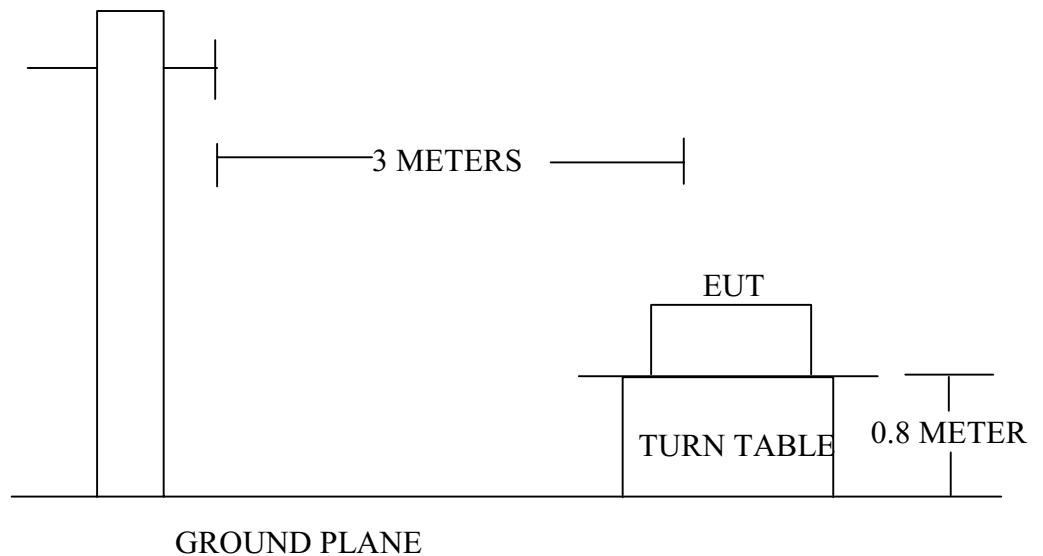 3 METERS
EUT
TURN TABLE
0.8 METER
GROUND PLANE